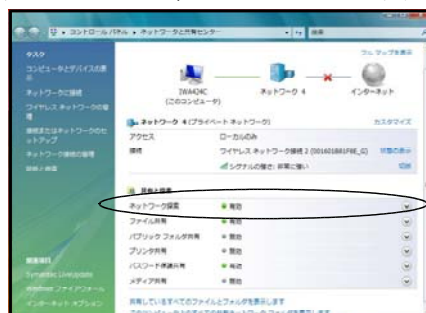 コントロール パネル ▸ ネットワークと共有センター
検索
タスク
コンピュータとデバイスの表示
ネットワークに接続
ワイヤレス ネットワークの管理
接続またはネットワークのセットアップ
ネットワーク接続の管理
診断と修復
フル マップを表示
(このコンピュータ)
ネットワーク 4
インターネット
ネットワーク 4 (プライベート ネットワーク)
カスタマイズ
アクセス
ローカルのみ
接続
ワイヤレス ネットワーク接続 2
状態の表示
シグナルの強さ: 非常に強い
切断
共有と探索
ネットワーク探索
有効
ファイル共有
パブリック フォルダ共有
無効
プリンタ共有
無効
パスワード保護共有
有効
メディア共有
無効
関連項目
Symantec LiveUpdate
Windows ファイアウォール
インターネット オプション
共有しているすべてのファイルとフォルダを表示します